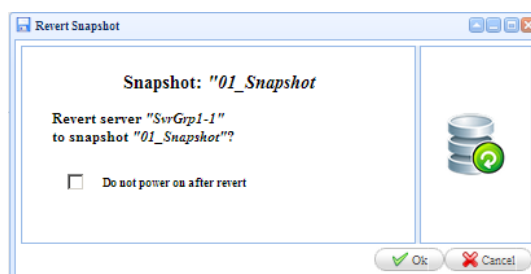 Revert Snapshot
Snapshot: "01_Snapshot
Revert server "SvrGrp1-1"
to snapshot "01_Snapshot"?
Do not power on after revert
Ok Cancel